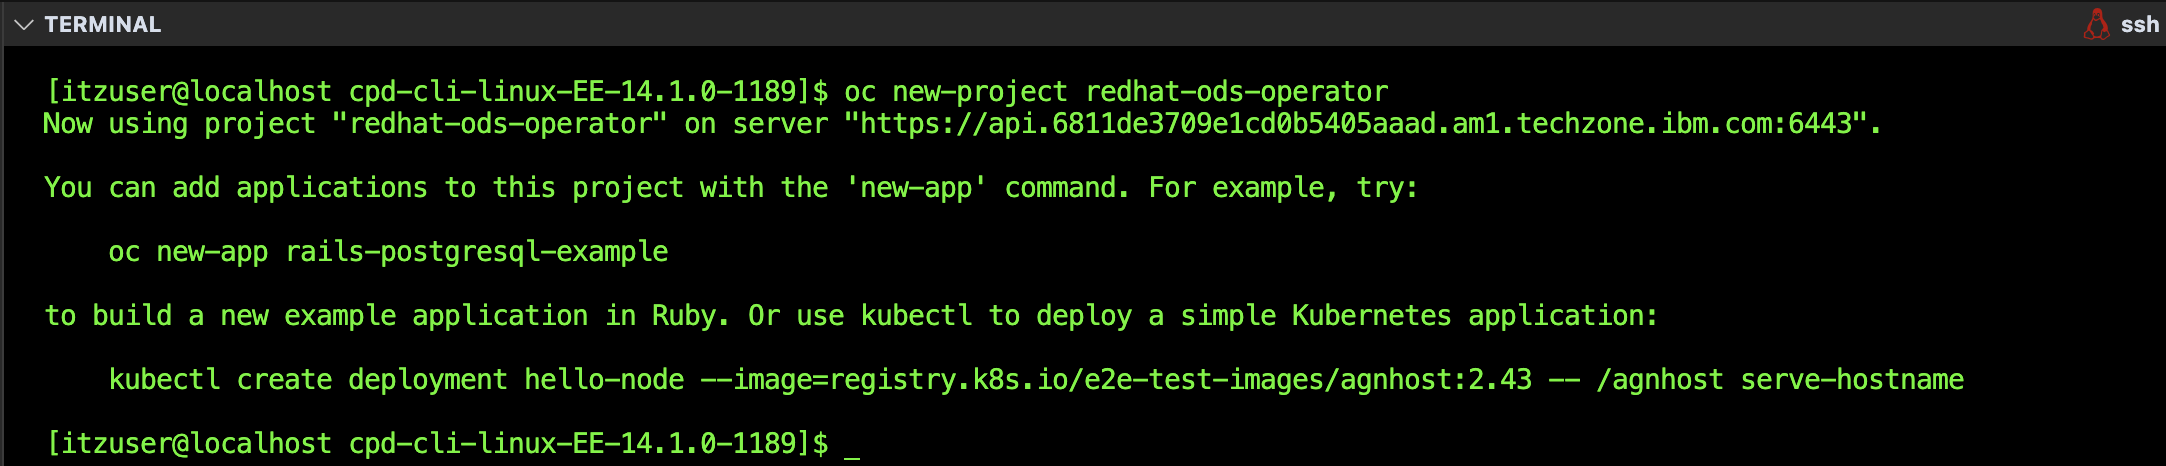 TERMINAL
ssh
[itzuser@localhost cpd-cli-linux-EE-14.1.0-1189]$ oc new-project redhat-ods-operator
Now using project "redhat-ods-operator" on server "https://api.6811de3709e1cd0b5405aaad.am1.techzone.ibm.com:6443".
You can add applications to this project with the 'new-app' command. For example, try:
oc new-app rails-postgresql-example
to build a new example application in Ruby. Or use kubectl to deploy a simple Kubernetes application:
kubectl create deployment hello-node --image=registry.k8s.io/e2e-test-images/agnhost:2.43 -- /agnhost serve-hostname
[itzuser@localhost cpd-cli-linux-EE-14.1.0-1189]$ _